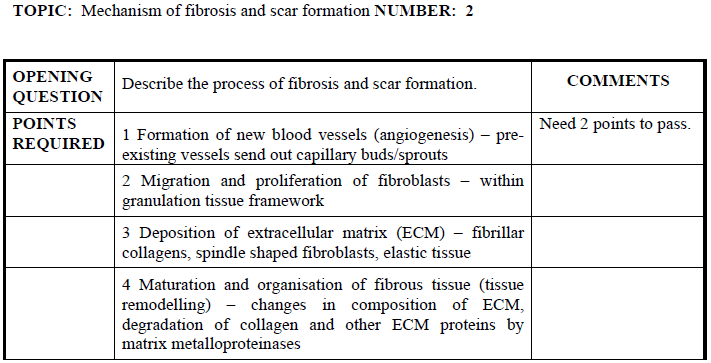 TOPIC: Mechanism of fibrosis and scar formation NUMBER: 2
OPENING QUESTION
Describe the process of fibrosis and scar formation.
COMMENTS
POINTS REQUIRED
1 Formation of new blood vessels (angiogenesis) – pre-
existing vessels send out capillary buds/sprouts
Need 2 points to pass.
2 Migration and proliferation of fibroblasts – within
granulation tissue framework
3 Deposition of extracellular matrix (ECM) – fibrillar
collagens, spindle shaped fibroblasts, elastic tissue
4 Maturation and organisation of fibrous tissue (tissue
remodelling) – changes in composition of ECM,
degradation of collagen and other ECM proteins by
matrix metalloproteinases